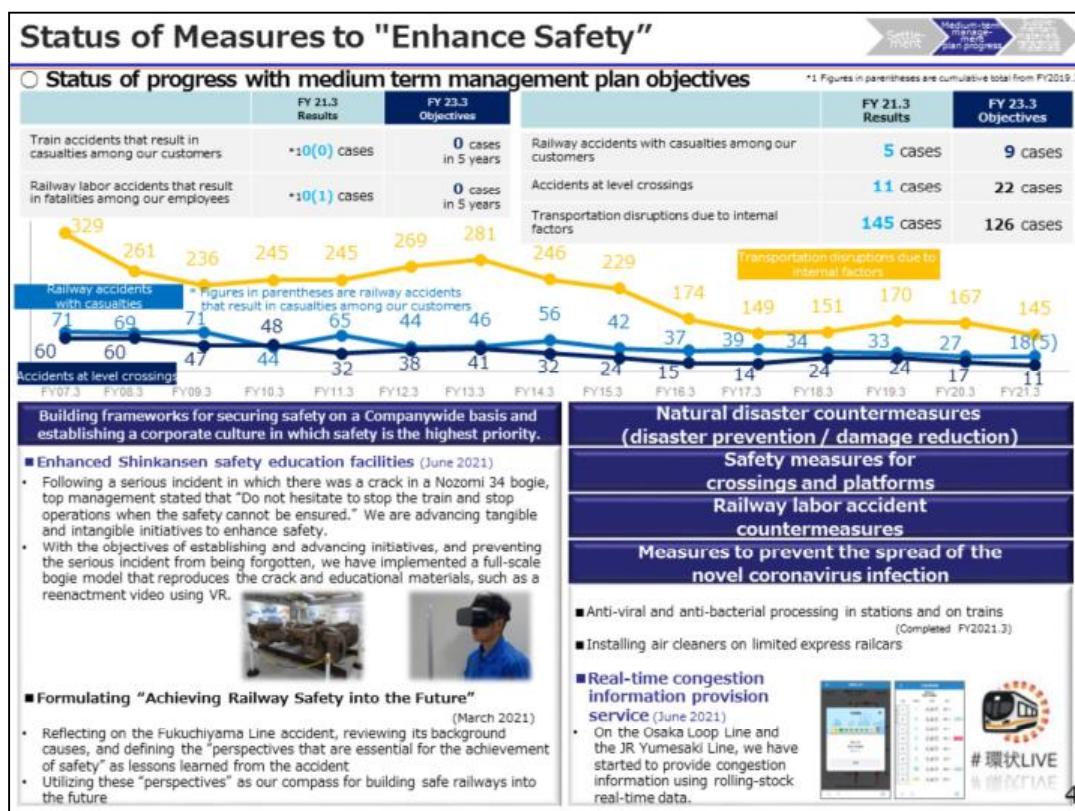 Status of Measures to "Enhance Safety”
Settle-
ment
Medium-term
manage-
ment
plan progress
○ Status of progress with medium term management plan objectives
*1 Figures in parentheses are cumulative total from FY2019.
FY 21.3
Results
FY 23.3
Objectives
Train accidents that result in
casualties among our customers
*10(0) cases
0 cases
in 5 years
Railway labor accidents that result
in fatalities among our employees
*10(1) cases
0 cases
in 5 years
FY 21.3
Results
FY 23.3
Objectives
Railway accidents with casualties among our
customers
5 cases
9 cases
Accidents at level crossings
11 cases
22 cases
Transportation disruptions due to internal
factors
145 cases
126 cases
329 261 236 245 245 269 281 246 229 174 149 151 170 167 145
Transportation disruptions due to
internal factors
Railway accidents
with casualties
* Figures in parentheses are railway accidents
that result in casualties among our customers
71 69 71 44 65 44 46 56 42 37 39 34 33 27 18(5)
60 60 47 48 32 38 41 32 24 15 14 24 24 17 11
Accidents at level crossings
FY07.3 FY08.3 FY09.3 FY10.3 FY11.3 FY12.3 FY13.3 FY14.3 FY15.3 FY16.3 FY17.3 FY18.3 FY19.3 FY20.3 FY21.3
Building frameworks for securing safety on a Companywide basis and
establishing a corporate culture in which safety is the highest priority.
■ Enhanced Shinkansen safety education facilities (June 2021)
• Following a serious incident in which there was a crack in a Nozomi 34 bogie,
top management stated that “Do not hesitate to stop the train and stop
operations when the safety cannot be ensured.” We are advancing tangible
and intangible initiatives to enhance safety.
• With the objectives of establishing and advancing initiatives, and preventing
the serious incident from being forgotten, we have implemented a full-scale
bogie model that reproduces the crack and educational materials, such as a
reenactment video using VR.
■ Formulating “Achieving Railway Safety into the Future”
(March 2021)
• Reflecting on the Fukuchiyama Line accident, reviewing its background
causes, and defining the “perspectives that are essential for the achievement
of safety” as lessons learned from the accident
• Utilizing these “perspectives” as our compass for building safe railways into
the future
Natural disaster countermeasures
(disaster prevention / damage reduction)
Safety measures for
crossings and platforms
Railway labor accident
countermeasures
Measures to prevent the spread of the
novel coronavirus infection
■ Anti-viral and anti-bacterial processing in stations and on trains
(Completed FY2021.3)
■ Installing air cleaners on limited express railcars
■ Real-time congestion
information provision
service (June 2021)
• On the Osaka Loop Line and
the JR Yumesaki Line, we have
started to provide congestion
information using rolling-stock
real-time data.
#環状LIVE
4